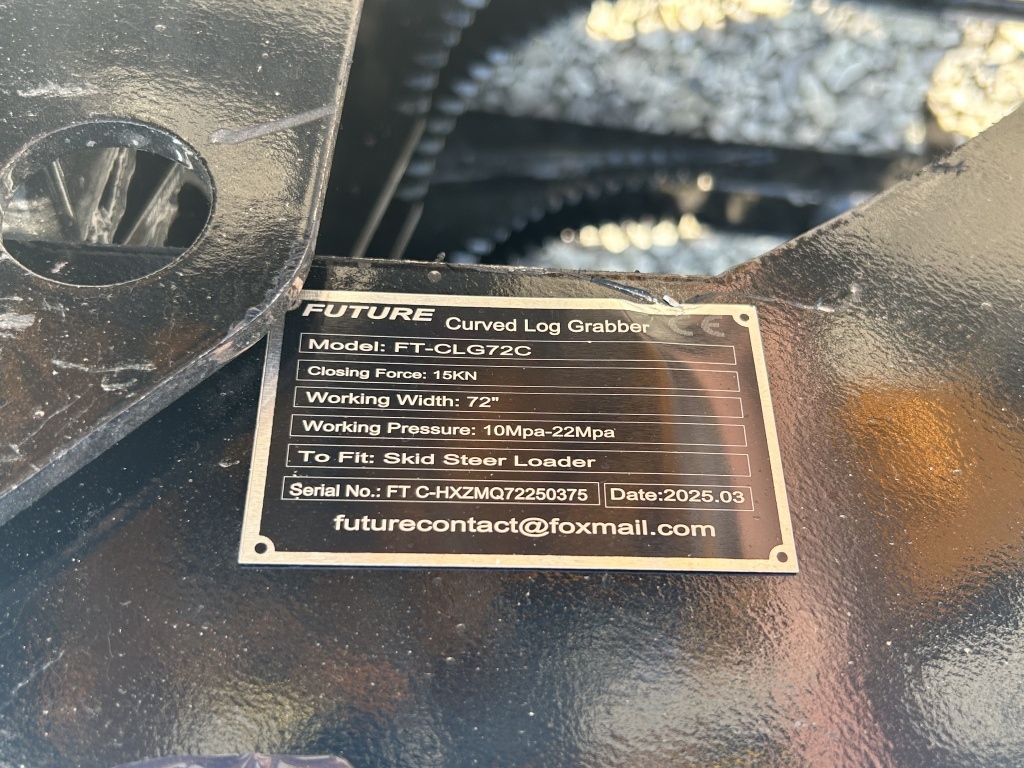 FUTURE Curved Log Grabber CE
Model: FT-CLG72C
Closing Force: 15KN
Working Width: 72"
Working Pressure: 10Mpa-22Mpa
To Fit: Skid Steer Loader
Serial No.: FT C-HXZMQ72250375 Date:2025.03
futurecontact@foxmail.com